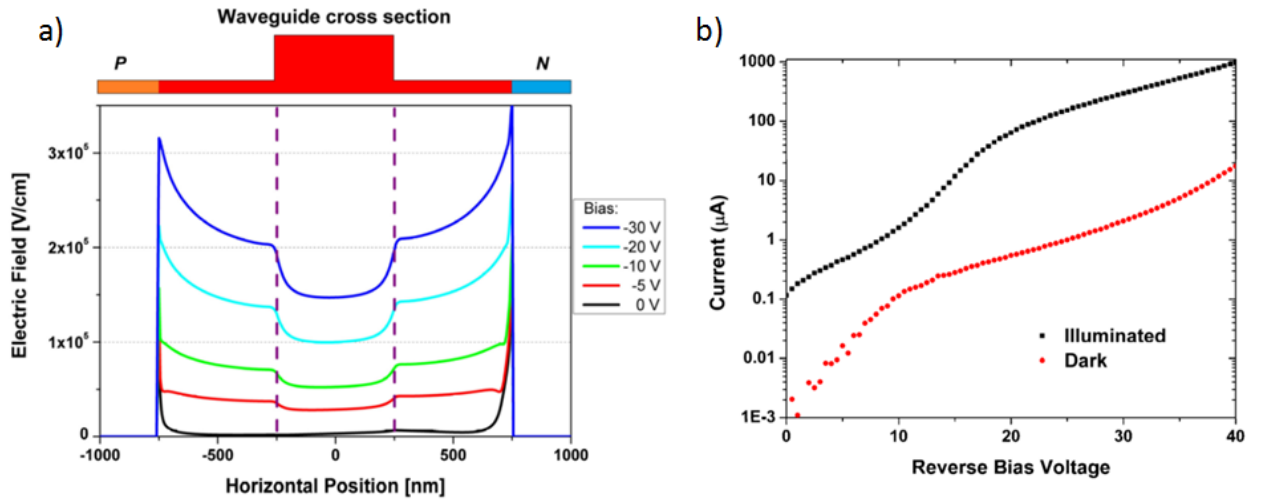 a)
Waveguide cross section
P
N
Electric Field [V/cm]
3x10⁵
2x10⁵
1x10⁵
0
-1000
-500
0
500
1000
Horizontal Position [nm]
Bias:
-30 V
-20 V
-10 V
-5 V
0 V
b)
Current (μA)
1000
100
10
1
0.1
0.01
1E-3
Illuminated
Dark
0
10
20
30
40
Reverse Bias Voltage